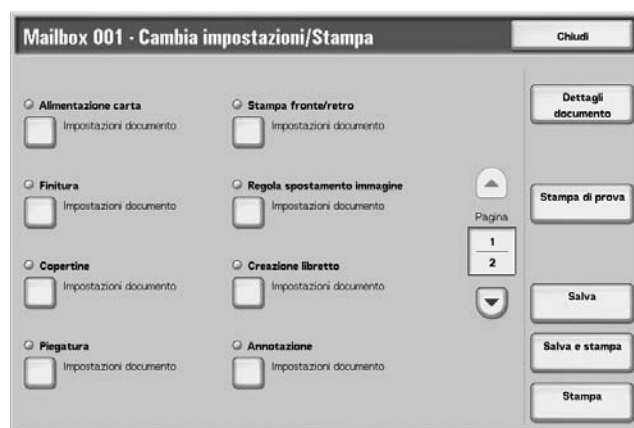 Mailbox 001 - Cambia impostazioni/Stampa
Chiudi
Alimentazione carta
Impostazioni documento
Stampa fronte/retro
Impostazioni documento
Dettagli
documento
Finitura
Impostazioni documento
Regola spostamento immagine
Impostazioni documento
Pagina
1
2
Stampa di prova
Copertine
Impostazioni documento
Creazione libretto
Impostazioni documento
Salva
Piegatura
Impostazioni documento
Annotazione
Impostazioni documento
Salva e stampa
Stampa